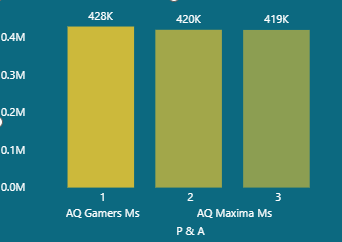 428K 420K 419K
0.4M
0.3M
0.2M
0.1M
0.0M
1 2 3
AQ Gamers Ms AQ Maxima Ms
P & A